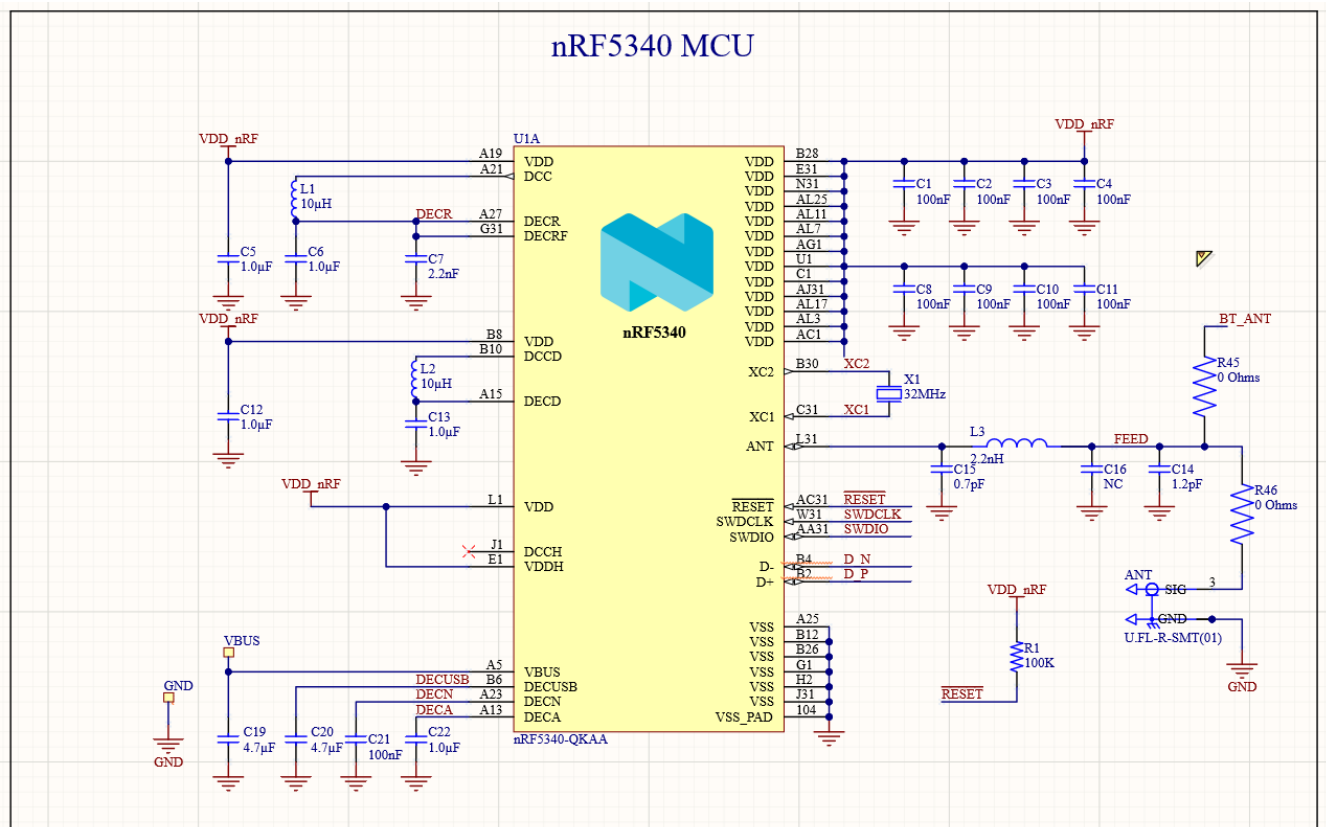 nRF5340 MCU
U1A
VDD_nRF
A19 VDD
A21 DCC
L1
10µH
DECR A27 DECR
G31 DECRF
C5
1.0µF
C6
1.0µF
C7
2.2nF
VDD_nRF
B8 VDD
B10 DCCD
L2
10µH
A15 DECD
C12
1.0µF
C13
1.0µF
VDD_nRF
L1 VDD
J1 DCCH
E1 VDDH
VBUS
A5 VBUS
DECUSB B6 DECUSB
DECN A23 DECN
DECA A13 DECA
GND
GND
C19
4.7µF
C20
4.7µF
C21
100nF
C22
1.0µF
nRF5340-QKAA
nRF5340
VDD B28
VDD E31
VDD N31
VDD AL25
VDD AL11
VDD AL7
VDD AG1
VDD U1
VDD C1
VDD AJ31
VDD AL17
VDD AL3
VDD AC1
VDD_nRF
C1
100nF
C2
100nF
C3
100nF
C4
100nF
C8
100nF
C9
100nF
C10
100nF
C11
100nF
XC2 B30 XC2
X1
32MHz
XC1 C31 XC1
ANT L31
L3
2.2nH
FEED
C15
0.7pF
C16
NC
C14
1.2pF
BT_ANT
R45
0 Ohms
R46
0 Ohms
RESET AC31 RESET
SWDCLK W31 SWDCLK
SWDIO AA31 SWDIO
D- B4 D_N
D+ B2 D_P
VSS A25
VSS B12
VSS B26
VSS G1
VSS H2
VSS J31
VSS_PAD 104
VDD_nRF
R1
100K
RESET
ANT
SIG 3
GND
U.FL-R-SMT(01)
GND